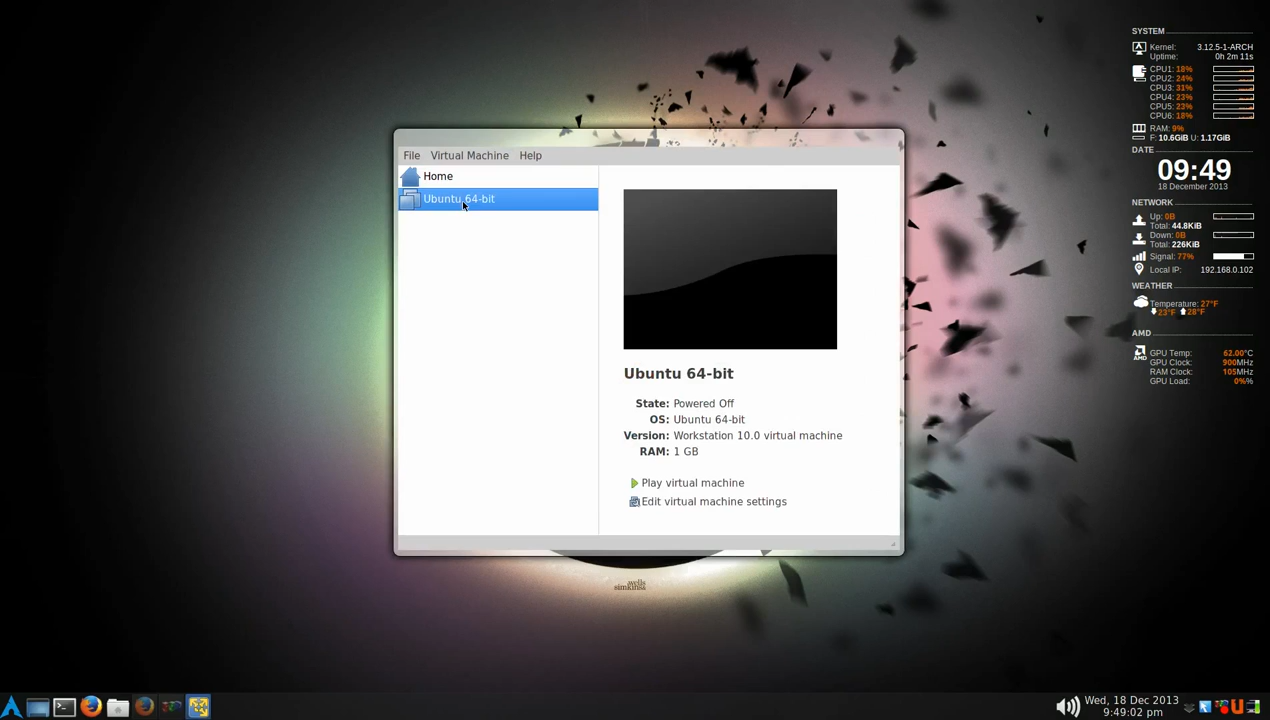 File Virtual Machine Help
Home
Ubuntu 64-bit
Ubuntu 64-bit
State: Powered Off
OS: Ubuntu 64-bit
Version: Workstation 10.0 virtual machine
RAM: 1 GB
Play virtual machine
Edit virtual machine settings
avelis
simkinss
SYSTEM
Kernel: 3.12.5-1-ARCH
Uptime: 0h 2m 11s
CPU1: 18%
CPU2: 24%
CPU3: 31%
CPU4: 23%
CPU5: 23%
CPU6: 18%
RAM: 9%
F: 10.6GiB U: 1.17GiB
DATE
09:49
18 December 2013
NETWORK
Up: 0B
Total: 44.8KiB
Down: 0B
Total: 226KiB
Signal: 77%
Local IP: 192.168.0.102
WEATHER
Temperature: 27°F
23°F 28°F
AMD
AMD
GPU Temp: 62.00°C
GPU Clock: 900MHz
RAM Clock: 105MHz
GPU Load: 0%%
Wed, 18 Dec 2013
9:49:02 pm